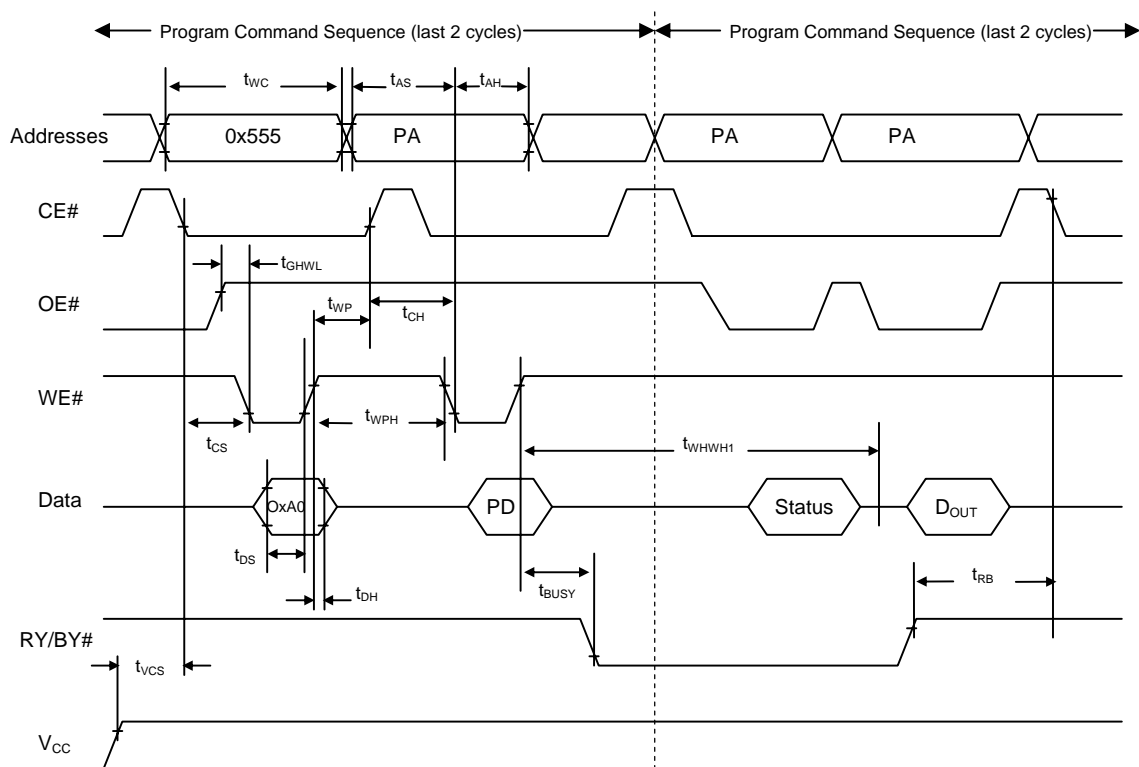 Program Command Sequence (last 2 cycles) Program Command Sequence (last 2 cycles)
tWC tAS tAH
Addresses 0x555 PA PA PA
CE#
tGHWL
OE# tWP tCH
WE# tWPH
tCS tWHWH1
Data OxA0 PD Status DOUT
tDS tDH tBUSY tRB
RY/BY#
tVCS
VCC